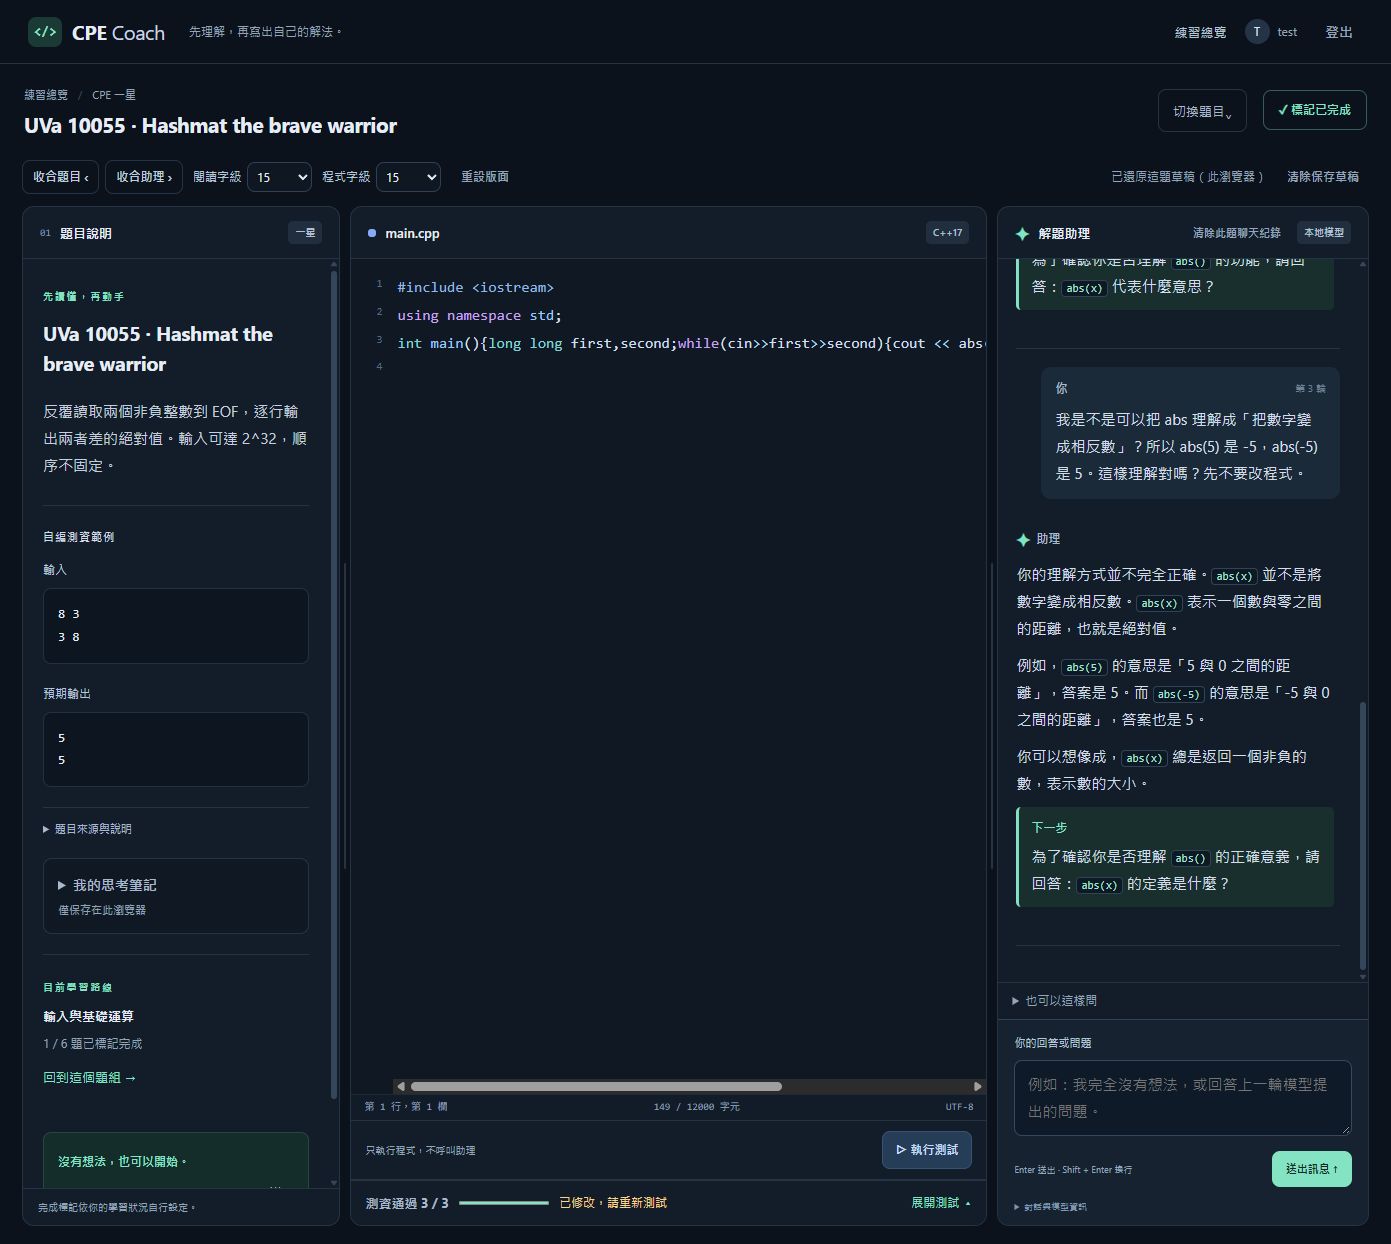 </> CPE Coach 先理解，再寫出自己的解法。 練習總覽 T test 登出
練習總覽 / CPE 一星
UVa 10055 · Hashmat the brave warrior
切換題目⌄ ✓標記已完成
收合題目‹ 收合助理› 閱讀字級 15 程式字級 15 重設版面 已還原這題草稿（此瀏覽器） 清除保存草稿
01 題目說明 一星
先讀懂，再動手
UVa 10055 · Hashmat the
brave warrior
反覆讀取兩個非負整數到 EOF，逐行輸
出兩者差的絕對值。輸入可達 2^32，順
序不固定。
自編測資範例
輸入
8 3
3 8
預期輸出
5
5
▶ 題目來源與說明
▶ 我的思考筆記
僅保存在此瀏覽器
目前學習路線
輸入與基礎運算
1 / 6 題已標記完成
回到這個題組 →
沒有想法，也可以開始。
完成標記依你的學習狀況自行設定。
main.cpp C++17
1 #include <iostream>
2 using namespace std;
3 int main(){long long first,second;while(cin>>first>>second){cout << abs(
4
第 1 行，第 1 欄 149 / 12000 字元 UTF-8
只執行程式，不呼叫助理 ▷ 執行測試
測資通過 3 / 3 已修改，請重新測試 展開測試 ▴
解題助理 清除此題聊天紀錄 本地模型
為了確認你是否理解 abs() 的功能，請回
答：abs(x) 代表什麼意思？
你 第 3 輪
我是不是可以把 abs 理解成「把數字變
成相反數」？所以 abs(5) 是 -5，abs(-5)
是 5。這樣理解對嗎？先不要改程式。
助理
你的理解方式並不完全正確。abs(x) 並不是將
數字變成相反數。abs(x) 表示一個數與零之間
的距離，也就是絕對值。
例如，abs(5) 的意思是「5 與 0 之間的距
離」，答案是 5。而 abs(-5) 的意思是「-5 與 0
之間的距離」，答案也是 5。
你可以想像成，abs(x) 總是返回一個非負的
數，表示數的大小。
下一步
為了確認你是否理解 abs() 的正確意義，請
回答：abs(x) 的定義是什麼？
▶ 也可以這樣問
你的回答或問題
例如：我完全沒有想法，或回答上一輪模型提
出的問題。
Enter 送出 · Shift + Enter 換行 送出訊息 ↑
▶ 對話與模型資訊